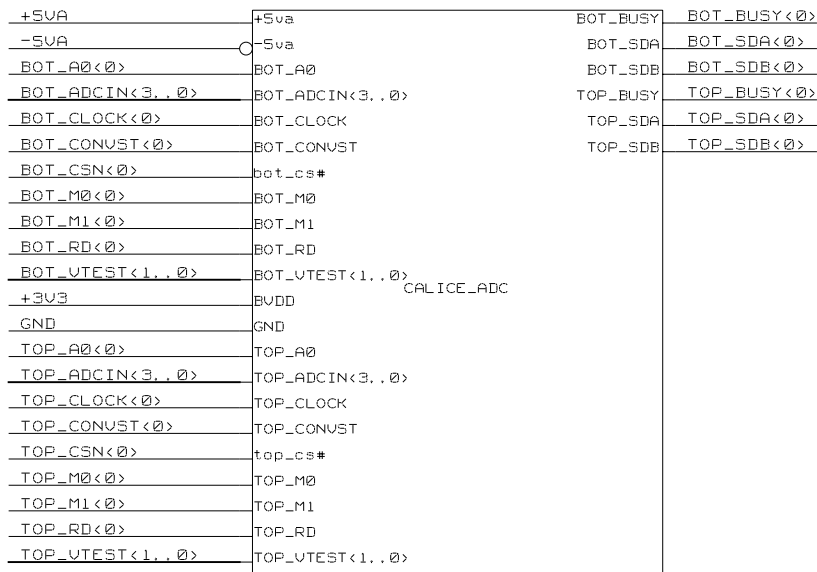 +5VA +5va BOT_BUSY BOT_BUSY<0>
-5VA -5va BOT_SDA BOT_SDA<0>
BOT_A0<0> BOT_A0 BOT_SDB BOT_SDB<0>
BOT_ADCIN<3..0> BOT_ADCIN<3..0> TOP_BUSY TOP_BUSY<0>
BOT_CLOCK<0> BOT_CLOCK TOP_SDA TOP_SDA<0>
BOT_CONVST<0> BOT_CONVST TOP_SDB TOP_SDB<0>
BOT_CSN<0> bot_cs#
BOT_M0<0> BOT_M0
BOT_M1<0> BOT_M1
BOT_RD<0> BOT_RD
BOT_VTEST<1..0> BOT_VTEST<1..0>
CALICE_ADC
+3V3 BVDD
GND GND
TOP_A0<0> TOP_A0
TOP_ADCIN<3..0> TOP_ADCIN<3..0>
TOP_CLOCK<0> TOP_CLOCK
TOP_CONVST<0> TOP_CONVST
TOP_CSN<0> top_cs#
TOP_M0<0> TOP_M0
TOP_M1<0> TOP_M1
TOP_RD<0> TOP_RD
TOP_VTEST<1..0> TOP_VTEST<1..0>